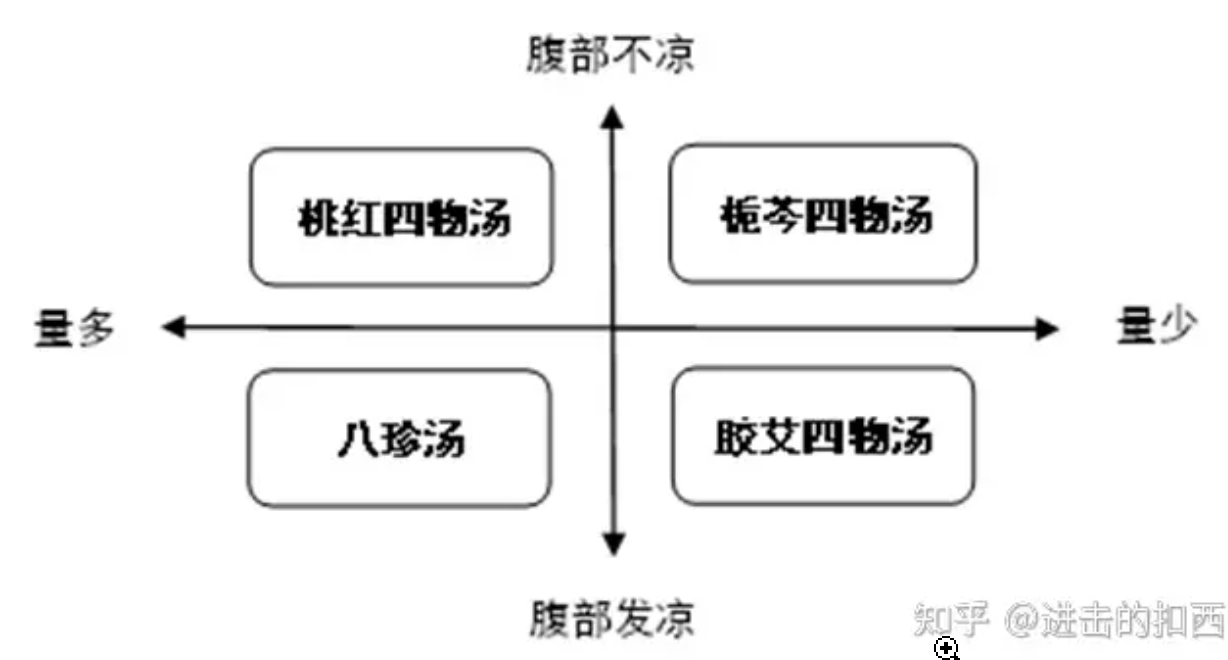 腹部不凉
桃红四物汤
栀芩四物汤
量多
量少
八珍汤
胶艾四物汤
腹部发凉
知乎 @进击的扣西